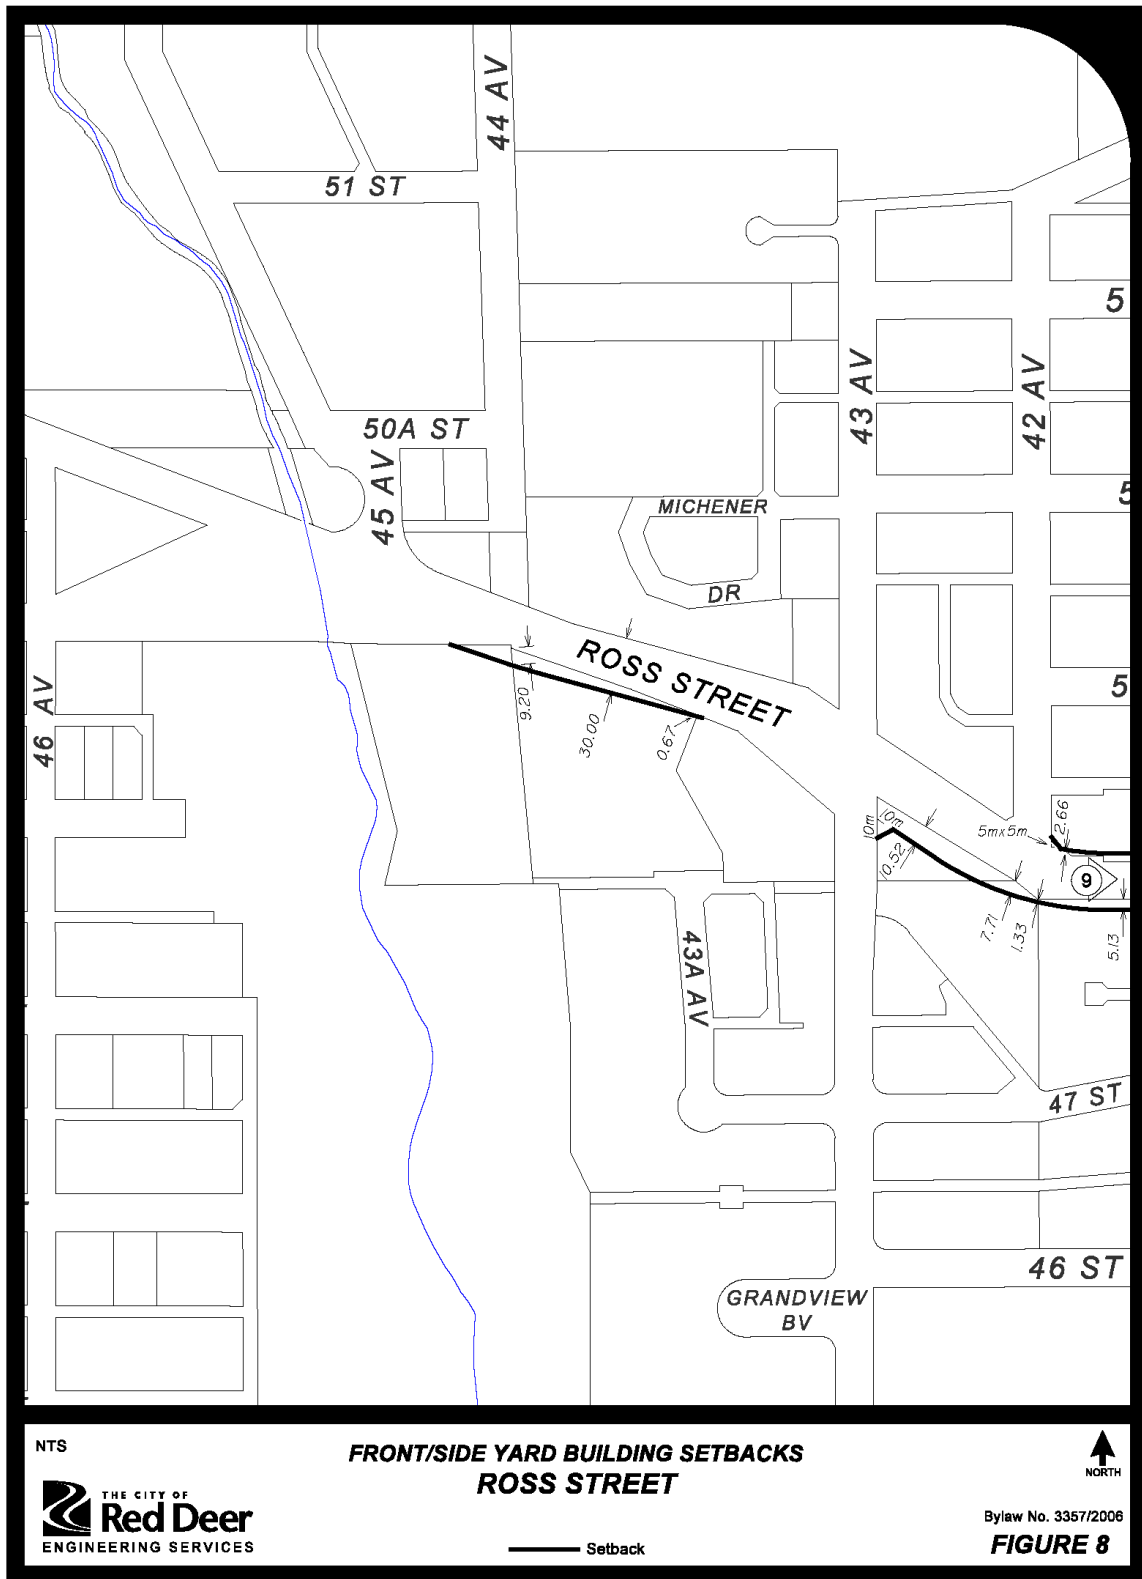 44 AV
51 ST
5
43 AV
42 AV
50A ST
45 AV
5
MICHENER
DR
ROSS STREET
46 AV
5
9.20
30.00
0.67
10m
10m
10.52
5mx5m
2.66
9
7.71
1.33
5.13
43A AV
47 ST
46 ST
GRANDVIEW
BV
NTS
FRONT/SIDE YARD BUILDING SETBACKS
ROSS STREET
NORTH
THE CITY OF
Red Deer
ENGINEERING SERVICES
Setback
Bylaw No. 3357/2006
FIGURE 8